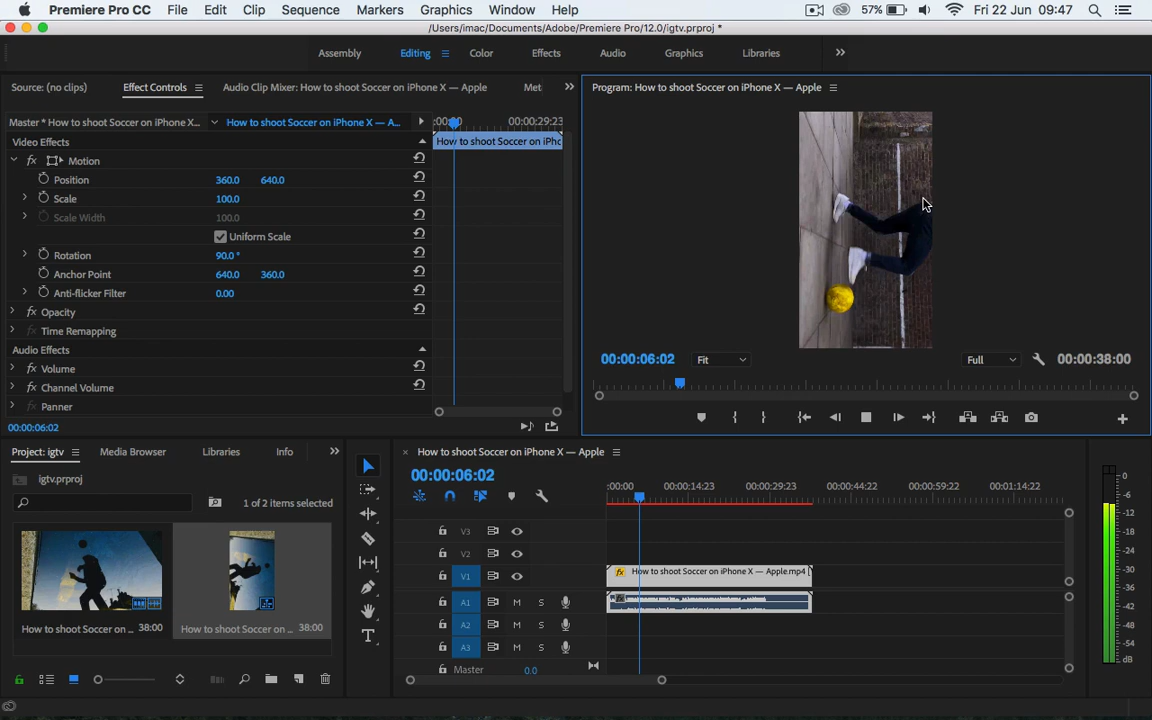 Premiere Pro CC File Edit Clip Sequence Markers Graphics Window Help 57% Fri 22 Jun 09:47
/Users/imac/Documents/Adobe/Premiere Pro/12.0/igtv.prproj *
Assembly Editing Color Effects Audio Graphics Libraries
Source: (no clips) Effect Controls Audio Clip Mixer: How to shoot Soccer on iPhone X — Apple Met
Program: How to shoot Soccer on iPhone X — Apple
Master * How to shoot Soccer on iPhone X... How to shoot Soccer on iPhone X — A...
:00:00 00:00:29:23
Video Effects
How to shoot Soccer on iPho
fx Motion
Position 360.0 640.0
Scale 100.0
Scale Width 100.0
Uniform Scale
Rotation 90.0 °
Anchor Point 640.0 360.0
Anti-flicker Filter 0.00
fx Opacity
fx Time Remapping
Audio Effects
fx Volume
fx Channel Volume
fx Panner
00:00:06:02
00:00:06:02 Fit Full 00:00:38:00
Project: igtv Media Browser Libraries Info
igtv.prproj
1 of 2 items selected
How to shoot Soccer on ... 38:00
How to shoot Soccer on ... 38:00
How to shoot Soccer on iPhone X — Apple
00:00:06:02
:00:00 00:00:14:23 00:00:29:23 00:00:44:22 00:00:59:22 00:01:14:22
V3
V2
V1 fx How to shoot Soccer on iPhone X — Apple.mp4 [
A1 M S
A2 M S
A3 M S
Master 0.0
0
-6
-12
-18
-24
-30
-36
-42
-48
-54
dB